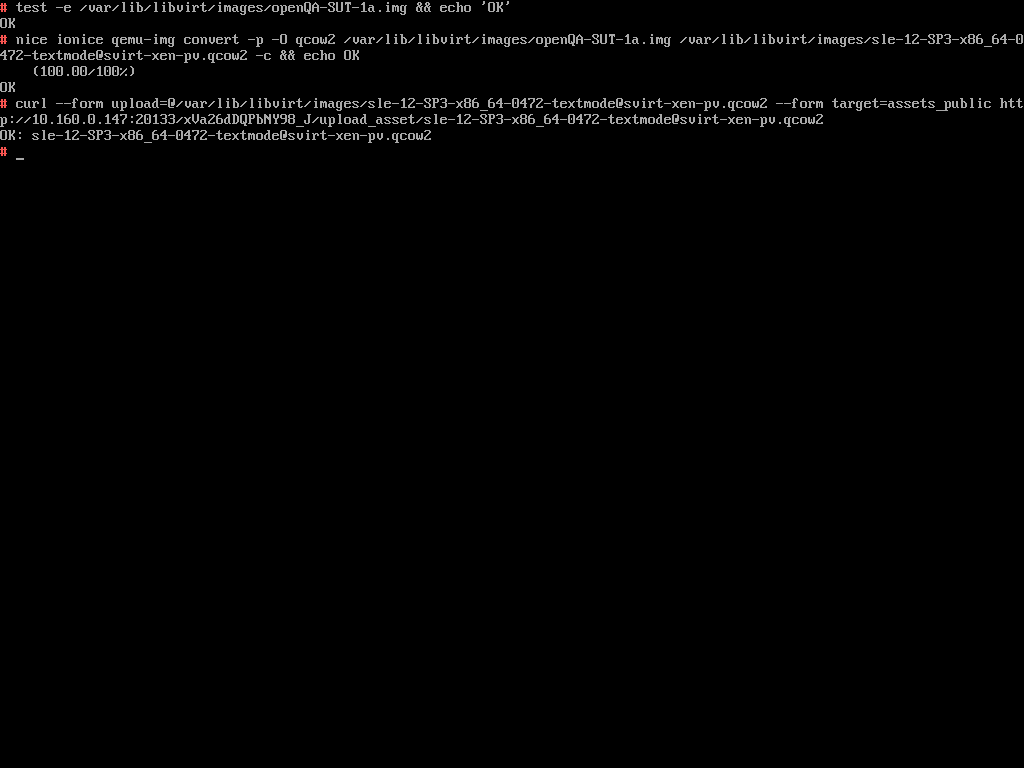 # test -e /var/lib/libvirt/images/openQA-SUT-1a.img && echo 'OK'
OK
# nice ionice qemu-img convert -p -O qcow2 /var/lib/libvirt/images/openQA-SUT-1a.img /var/lib/libvirt/images/sle-12-SP3-x86_64-0
472-textmode@svirt-xen-pv.qcow2 -c && echo OK
    (100.00/100%)
OK
# curl --form upload=@/var/lib/libvirt/images/sle-12-SP3-x86_64-0472-textmode@svirt-xen-pv.qcow2 --form target=assets_public htt
p://10.160.0.147:20133/xVa26dDQPbNY98_J/upload_asset/sle-12-SP3-x86_64-0472-textmode@svirt-xen-pv.qcow2
OK: sle-12-SP3-x86_64-0472-textmode@svirt-xen-pv.qcow2
# _